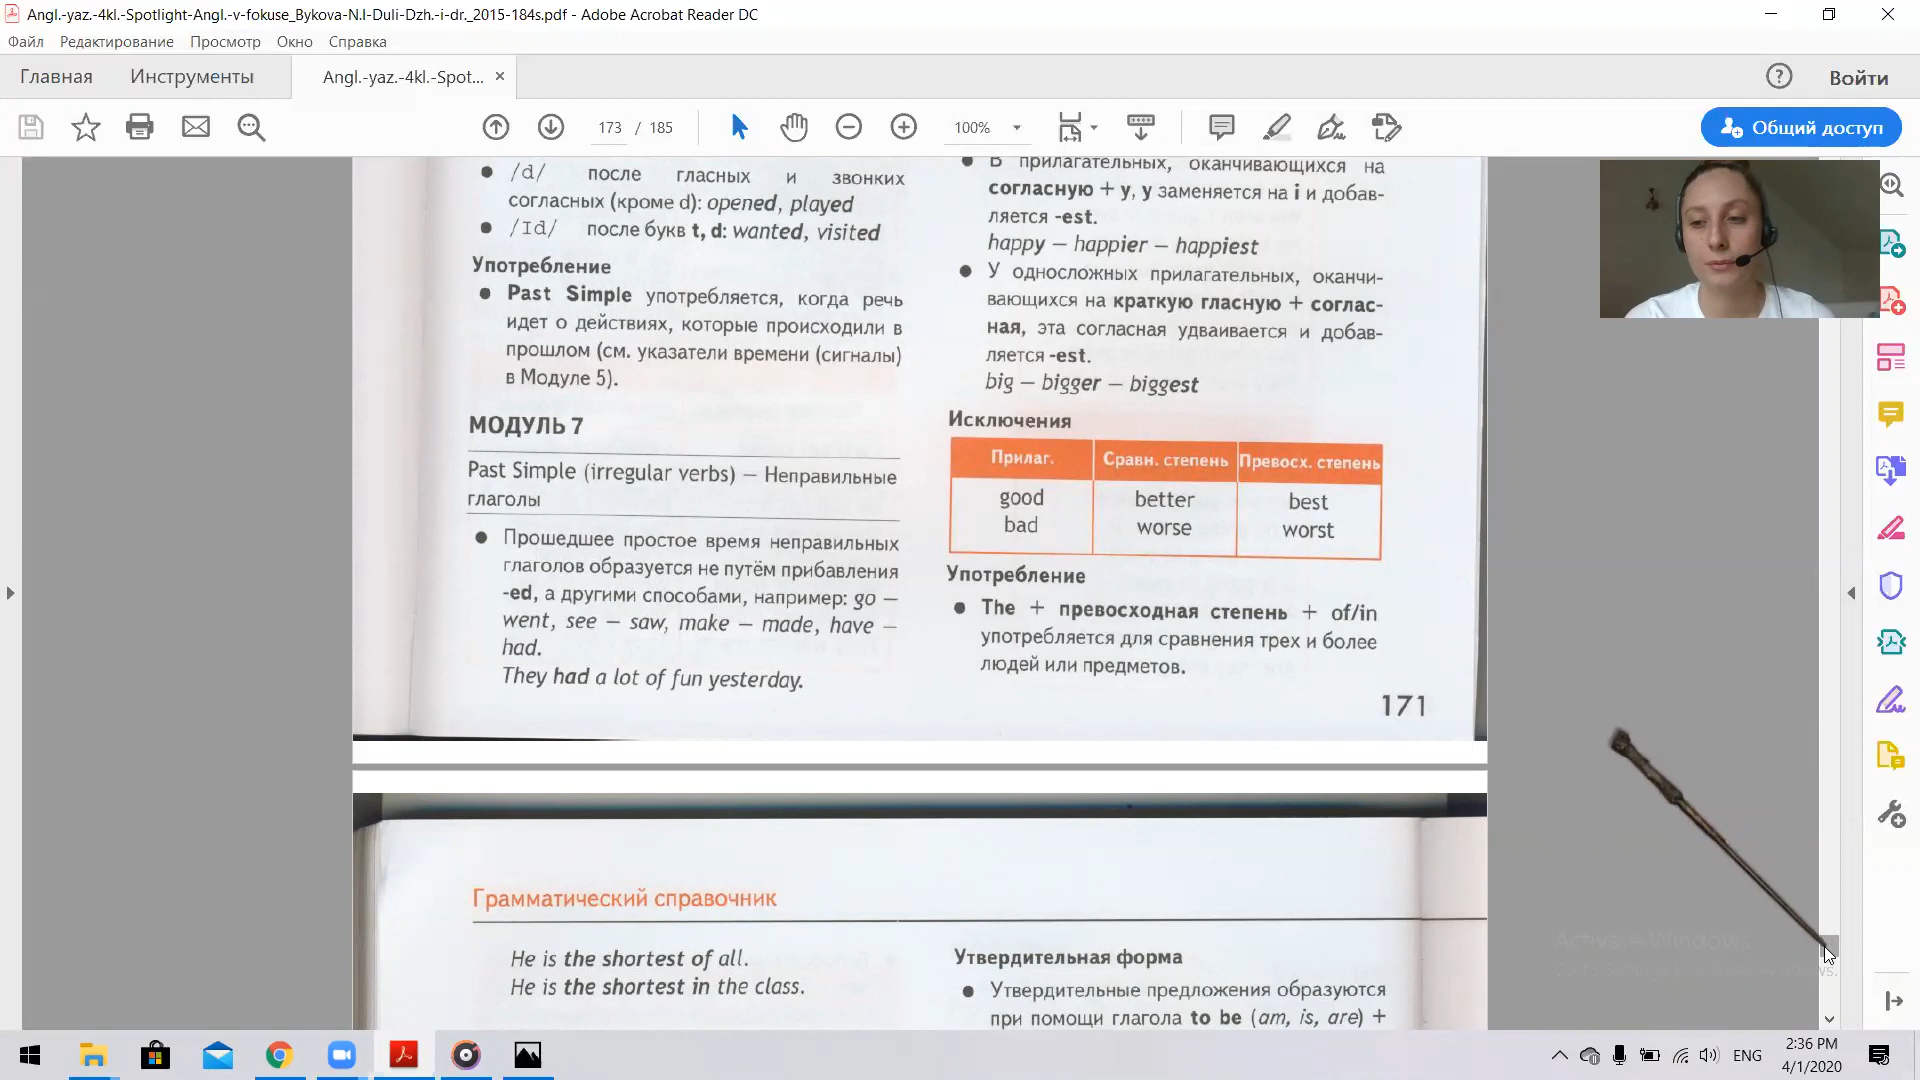 Angl.-yaz.-4kl.-Spotlight-Angl.-v-fokuse_Bykova-N.I-Duli-Dzh.-i-dr._2015-184s.pdf - Adobe Acrobat Reader DC
Файл Редактирование Просмотр Окно Справка
Главная Инструменты Angl.-yaz.-4kl.-Spot... Войти
173 / 185 100% Общий доступ
/d/ после гласных и звонких
согласных (кроме d): opened, played
/Id/ после букв t, d: wanted, visited
Употребление
Past Simple употребляется, когда речь
идет о действиях, которые происходили в
прошлом (см. указатели времени (сигналы)
в Модуле 5).
МОДУЛЬ 7
Past Simple (irregular verbs) — Неправильные
глаголы
Прошедшее простое время неправильных
глаголов образуется не путём прибавления
-ed, а другими способами, например: go —
went, see — saw, make — made, have —
had.
They had a lot of fun yesterday.
В прилагательных, оканчивающихся на
согласную + y, y заменяется на i и добав-
ляется -est.
happy — happier — happiest
У односложных прилагательных, оканчи-
вающихся на краткую гласную + соглас-
ная, эта согласная удваивается и добав-
ляется -est.
big — bigger — biggest
Исключения
Прилаг. Сравн. степень Превосх. степень
good better best
bad worse worst
Употребление
The + превосходная степень + of/in
употребляется для сравнения трех и более
людей или предметов.
171
Грамматический справочник
He is the shortest of all.
He is the shortest in the class.
Утвердительная форма
Утвердительные предложения образуются
при помощи глагола to be (am, is, are) +
Activate Windows
ENG
2:36 PM
4/1/2020